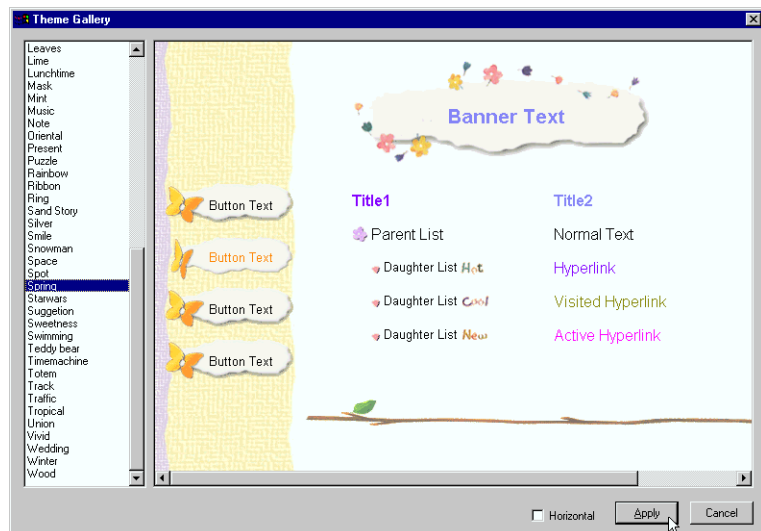 Theme Gallery
Leaves
Lime
Lunchtime
Mask
Mint
Music
Note
Oriental
Present
Puzzle
Rainbow
Ribbon
Ring
Sand Story
Silver
Smile
Snowman
Space
Spot
Spring
Starwars
Suggetion
Sweetness
Swimming
Teddy bear
Timemachine
Totem
Track
Traffic
Tropical
Union
Vivid
Wedding
Winter
Wood
Button Text
Button Text
Button Text
Button Text
Banner Text
Title1
Parent List
Daughter List Hot
Daughter List Cool
Daughter List New
Title2
Normal Text
Hyperlink
Visited Hyperlink
Active Hyperlink
Horizontal
Apply
Cancel